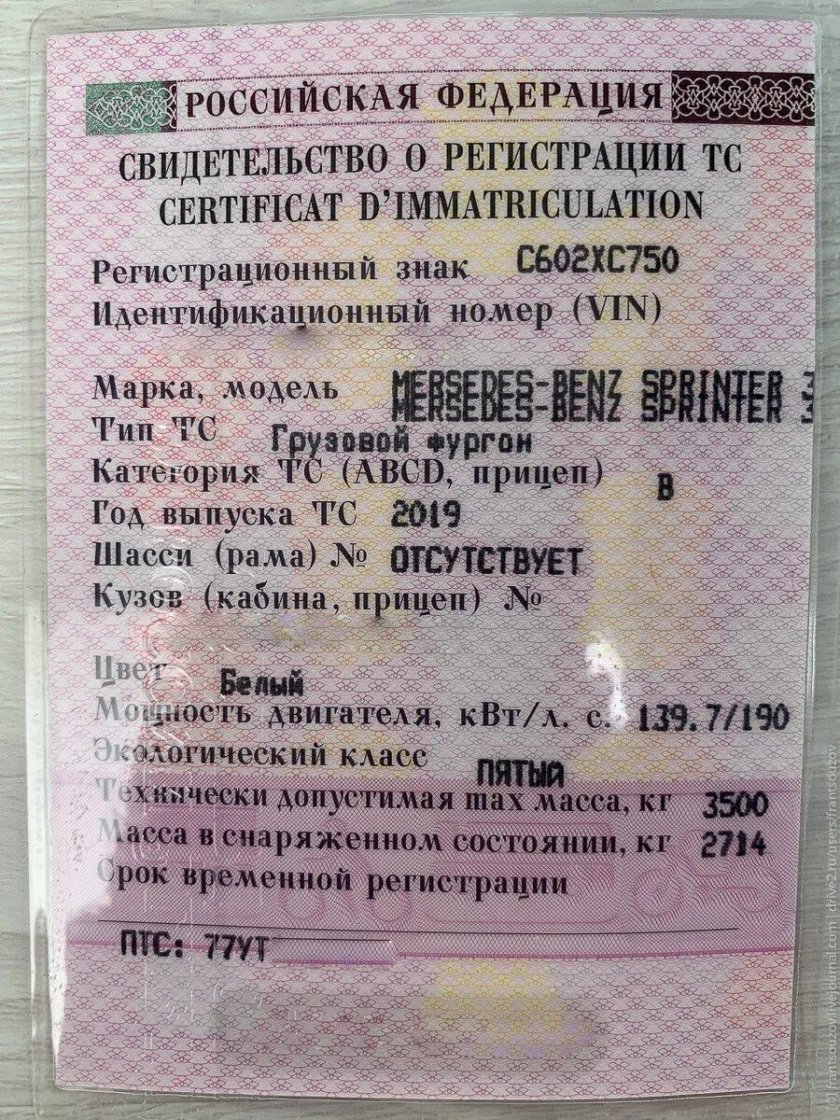 РОССИЙСКАЯ ФЕДЕРАЦИЯ
СВИДЕТЕЛЬСТВО О РЕГИСТРАЦИИ ТС
CERTIFICAT D'IMMATRICULATION
Регистрационный знак С602ХС750
Идентификационный номер (VIN)
Марка, модель MERSEDES-BENZ SPRINTER 3
MERSEDES-BENZ SPRINTER 3
Тип ТС Грузовой фургон
Категория ТС (ABCD, прицеп) B
Год выпуска ТС 2019
Шасси (рама) № ОТСУТСТВУЕТ
Кузов (кабина, прицеп) №
Цвет Белый
Мощность двигателя, кВт/л. с. 139.7/190
Экологический класс ПЯТЫЙ
Технически допустимая max масса, кг 3500
Масса в снаряженном состоянии, кг 2714
Срок временной регистрации
ПТС: 77УТ